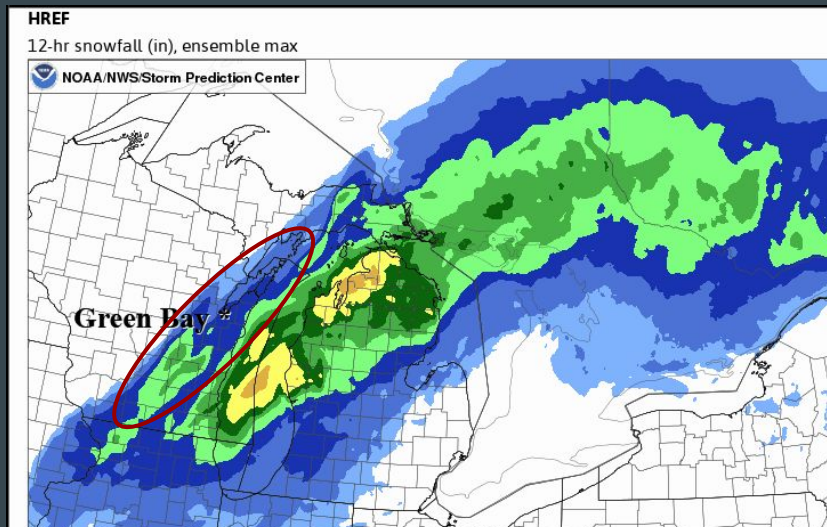 HREF
12-hr snowfall (in), ensemble max
NOAA/NWS/Storm Prediction Center
Green Bay *